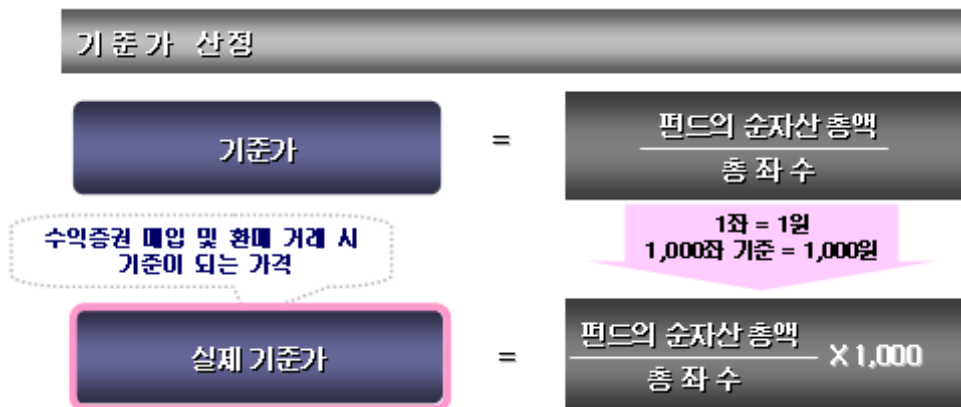 기준가 산정
기준가
=
펀드의 순자산 총액
총 좌 수
수익증권 매입 및 환매 거래 시
기준이 되는 가격
1좌 = 1원
1,000좌 기준 = 1,000원
실제 기준가
=
펀드의 순자산 총액
총 좌 수
X 1,000